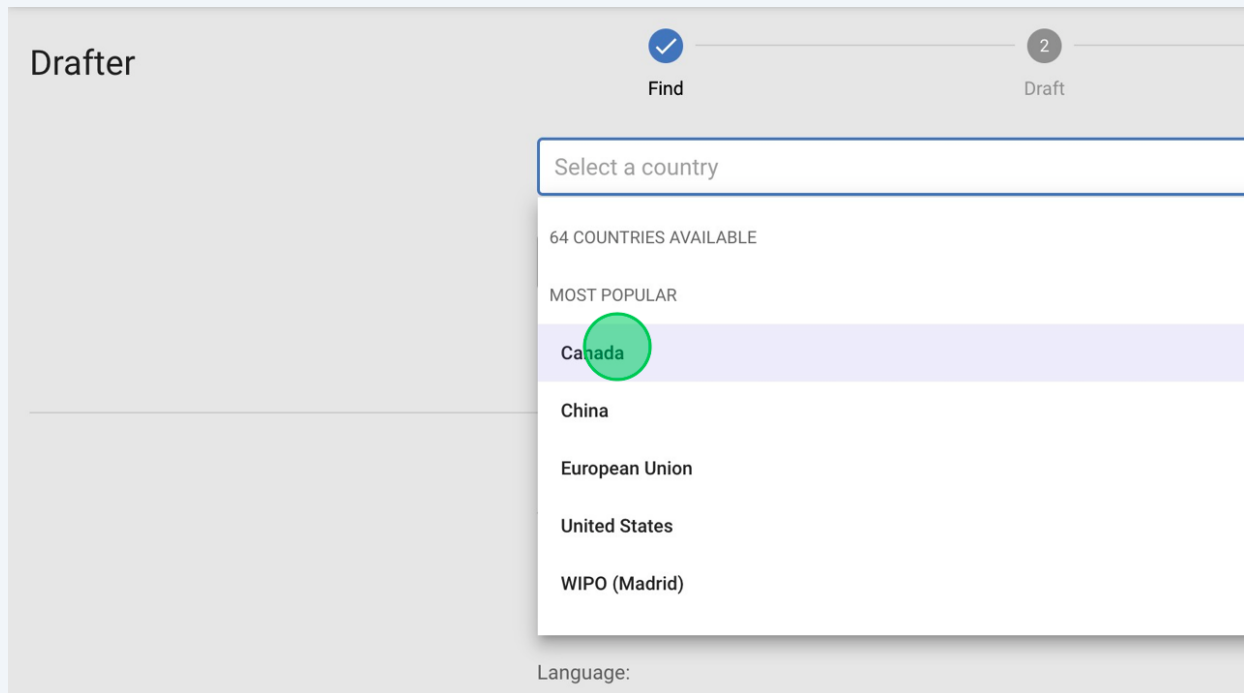 Drafter
Find
2
Draft
Select a country
64 COUNTRIES AVAILABLE
MOST POPULAR
Canada
China
European Union
United States
WIPO (Madrid)
Language: